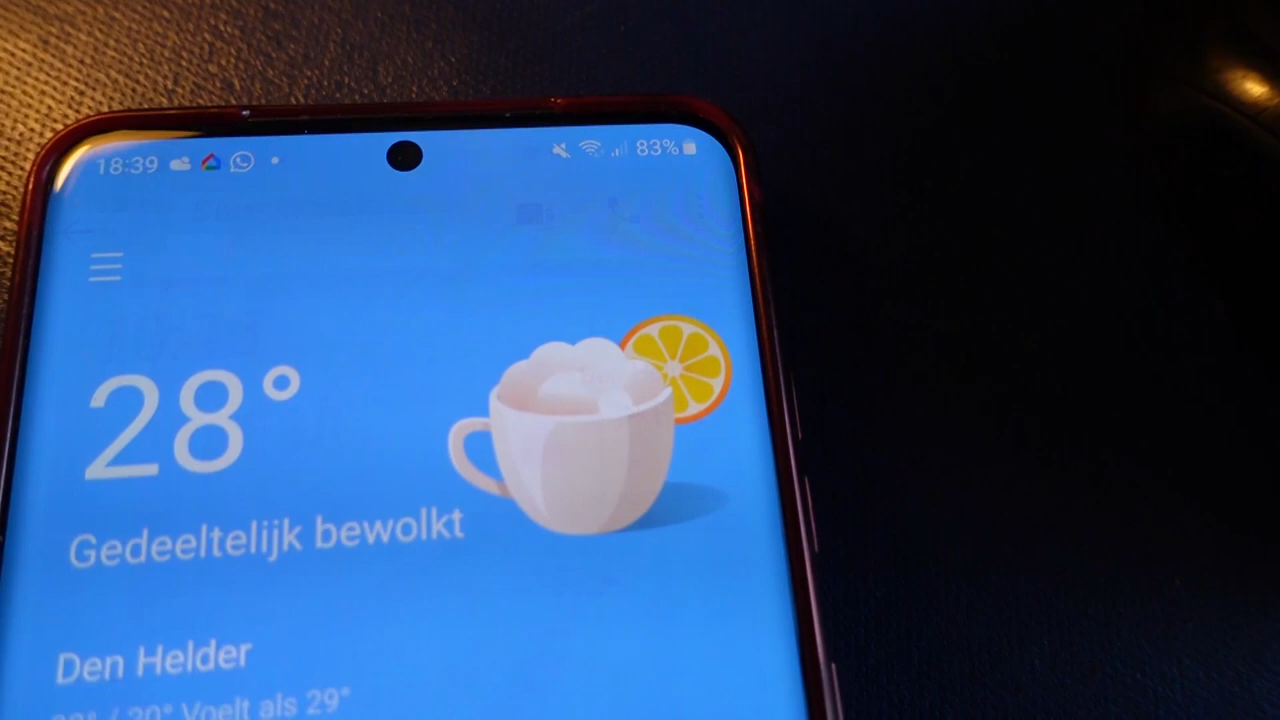 18:39
83%
28°
Gedeeltelijk bewolkt
Den Helder
Voelt als 29°